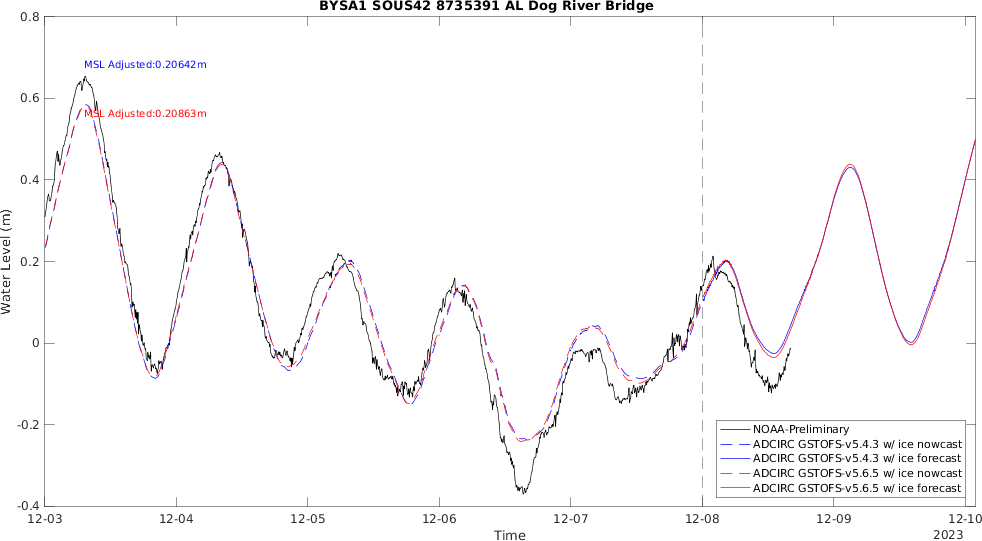 BYSA1 SOUS42 8735391 AL Dog River Bridge
0.8
MSL Adjusted:0.20642m
0.6
MSL Adjusted:0.20863m
0.4
0.2
0
-0.2
-0.4
Water Level (m)
NOAA-Preliminary
ADCIRC GSTOFS-v5.4.3 w/ ice nowcast
ADCIRC GSTOFS-v5.4.3 w/ ice forecast
ADCIRC GSTOFS-v5.6.5 w/ ice nowcast
ADCIRC GSTOFS-v5.6.5 w/ ice forecast
12-03 12-04 12-05 12-06 12-07 12-08 12-09 12-10
Time
2023